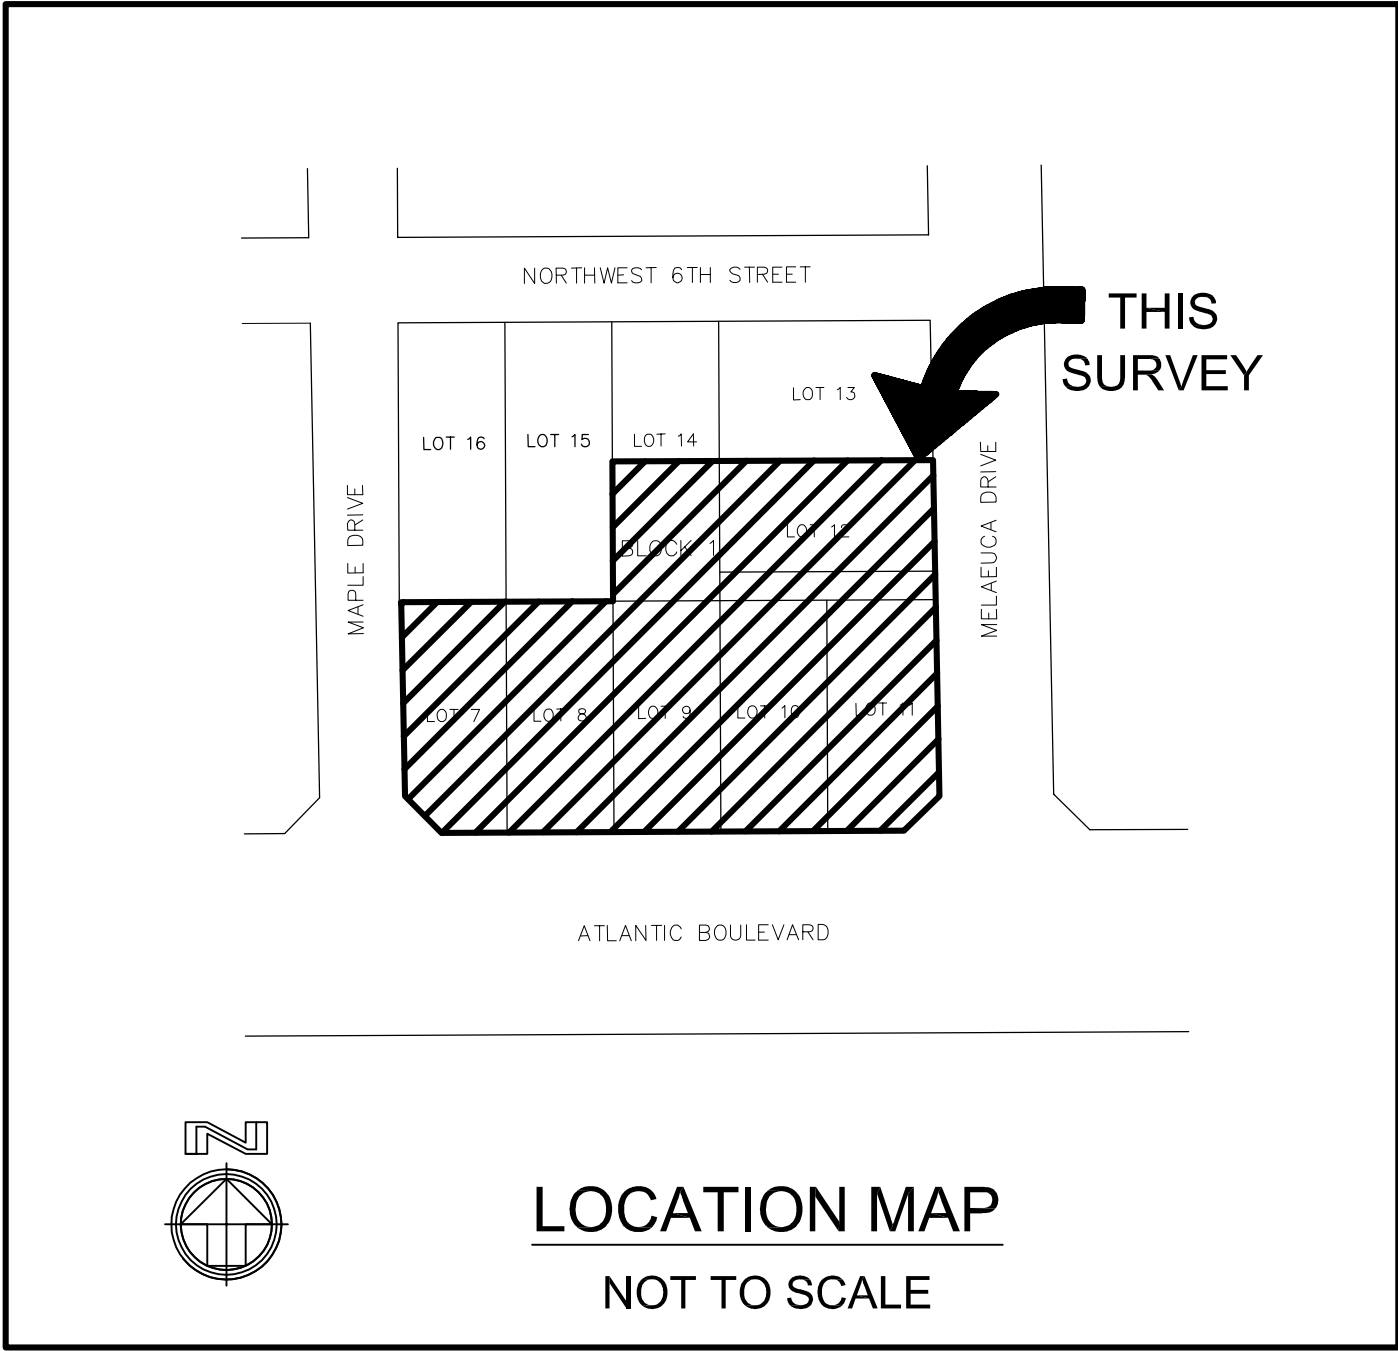 NORTHWEST 6TH STREET
THIS
SURVEY
LOT 13
LOT 16
LOT 15
LOT 14
MAPLE DRIVE
MELAEUCA DRIVE
LOT 12
BLOCK 1
LOT 7
LOT 8
LOT 9
LOT 10
LOT 11
ATLANTIC BOULEVARD
N
LOCATION MAP
NOT TO SCALE